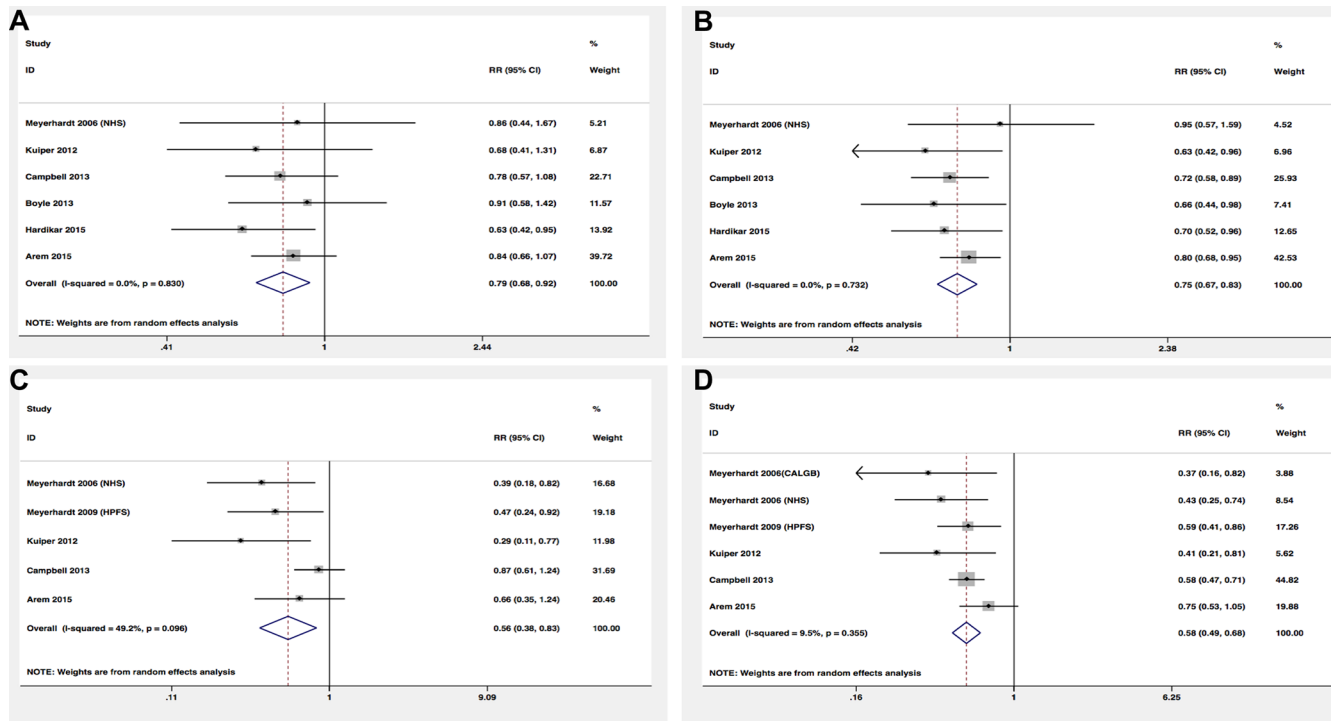 A
Study %
ID RR (95% CI) Weight
Meyerhardt 2006 (NHS) 0.86 (0.44, 1.67) 5.21
Kuiper 2012 0.68 (0.41, 1.31) 6.87
Campbell 2013 0.78 (0.57, 1.08) 22.71
Boyle 2013 0.91 (0.58, 1.42) 11.57
Hardikar 2015 0.63 (0.42, 0.95) 13.92
Arem 2015 0.84 (0.66, 1.07) 39.72
Overall (I-squared = 0.0%, p = 0.830) 0.79 (0.68, 0.92) 100.00
NOTE: Weights are from random effects analysis
.41 1 2.44
B
Study %
ID RR (95% CI) Weight
Meyerhardt 2006 (NHS) 0.95 (0.57, 1.59) 4.52
Kuiper 2012 0.63 (0.42, 0.96) 6.96
Campbell 2013 0.72 (0.58, 0.89) 25.93
Boyle 2013 0.66 (0.44, 0.98) 7.41
Hardikar 2015 0.70 (0.52, 0.96) 12.65
Arem 2015 0.80 (0.68, 0.95) 42.53
Overall (I-squared = 0.0%, p = 0.732) 0.75 (0.67, 0.83) 100.00
NOTE: Weights are from random effects analysis
.42 1 2.38
C
Study %
ID RR (95% CI) Weight
Meyerhardt 2006 (NHS) 0.39 (0.18, 0.82) 16.68
Meyerhardt 2009 (HPFS) 0.47 (0.24, 0.92) 19.18
Kuiper 2012 0.29 (0.11, 0.77) 11.98
Campbell 2013 0.87 (0.61, 1.24) 31.69
Arem 2015 0.66 (0.35, 1.24) 20.46
Overall (I-squared = 49.2%, p = 0.096) 0.56 (0.38, 0.83) 100.00
NOTE: Weights are from random effects analysis
.11 1 9.09
D
Study %
ID RR (95% CI) Weight
Meyerhardt 2006(CALGB) 0.37 (0.16, 0.82) 3.88
Meyerhardt 2006 (NHS) 0.43 (0.25, 0.74) 8.54
Meyerhardt 2009 (HPFS) 0.59 (0.41, 0.86) 17.26
Kuiper 2012 0.41 (0.21, 0.81) 5.62
Campbell 2013 0.58 (0.47, 0.71) 44.82
Arem 2015 0.75 (0.53, 1.05) 19.88
Overall (I-squared = 9.5%, p = 0.355) 0.58 (0.49, 0.68) 100.00
NOTE: Weights are from random effects analysis
.16 1 6.25